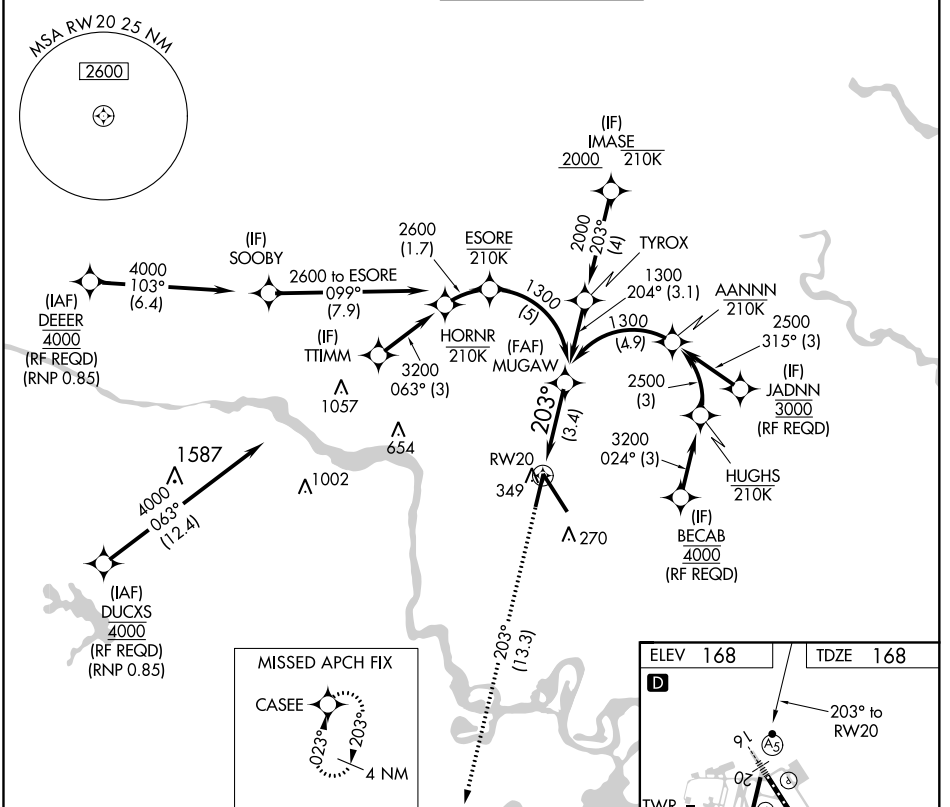 MSA RW 20 25 NM
2600
(IF)
IMASE
2000 210K
2000
203°
(4)
TYROX
1300
204° (3.1)
(IF)
SOOBY
4000
103°
(6.4)
2600 to ESORE
099°
(7.9)
2600
(1.7)
ESORE
210K
1300
(5)
AANNN
210K
1300
(4.9)
2500
315° (3)
(IAF)
DEEER
4000
(RF REQD)
(RNP 0.85)
(IF)
TTIMM
HORNR
210K
3200
063° (3)
(FAF)
MUGAW
2500
(3)
(IF)
JADNN
3000
(RF REQD)
1057
654
203°
(3.4)
3200
024° (3)
HUGHS
210K
1587
1002
RW20
349
270
(IF)
BECAB
4000
(RF REQD)
4000
063°
(12.4)
(IAF)
DUCXS
4000
(RF REQD)
(RNP 0.85)
203°
(13.3)
MISSED APCH FIX
CASEE
023°
203°
4 NM
ELEV 168
TDZE 168
D
203° to
RW20
A5
16
20
TWR